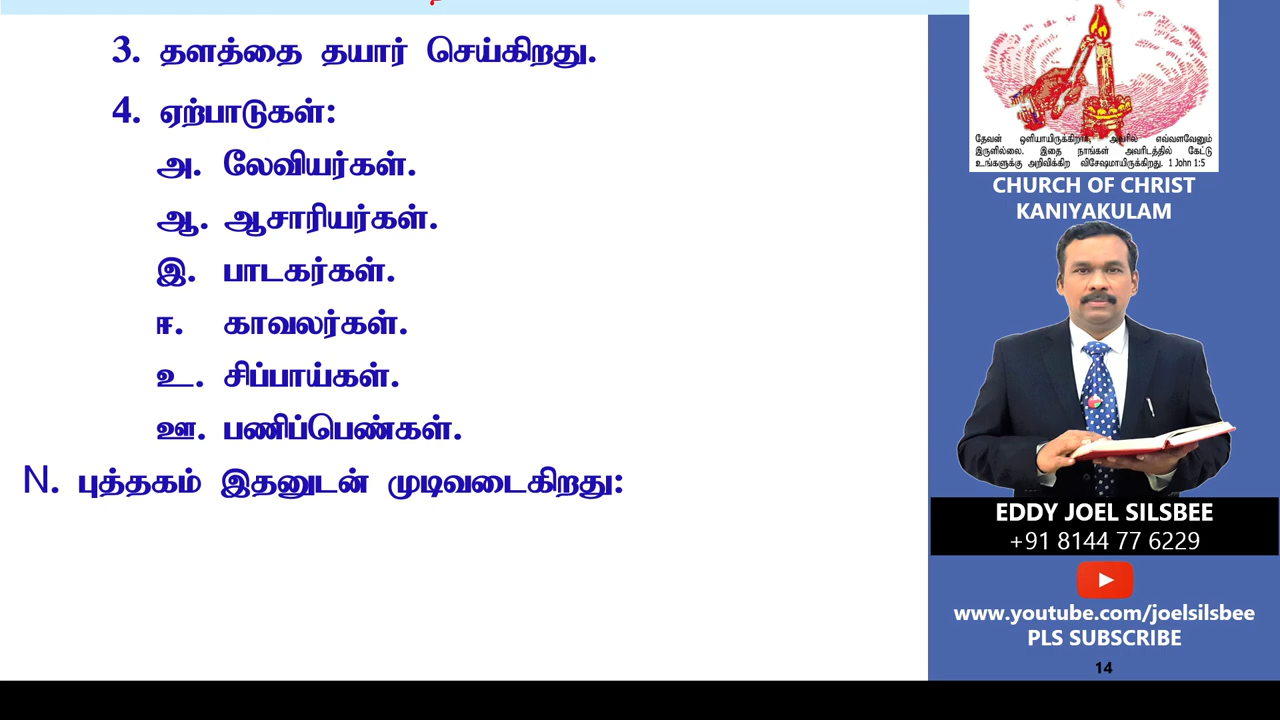 3. தளத்தை தயார் செய்கிறது.
4. ஏற்பாடுகள்:
அ. லேவியர்கள்.
ஆ. ஆசாரியர்கள்.
இ. பாடகர்கள்.
ஈ. காவலர்கள்.
உ. சிப்பாய்கள்.
ஊ. பணிப்பெண்கள்.
N. புத்தகம் இதனுடன் முடிவடைகிறது:
தேவன் ஒளியாயிருக்கிறார், அவரில் எவ்வளவேனும்
இருளில்லை. இதை நாங்கள் அவரிடத்தில் கேட்டு
உங்களுக்கு அறிவிக்கிற விசேஷமாயிருக்கிறது. 1 John 1:5
CHURCH OF CHRIST
KANIYAKULAM
EDDY JOEL SILSBEE
+91 8144 77 6229
www.youtube.com/joelsilsbee
PLS SUBSCRIBE
14